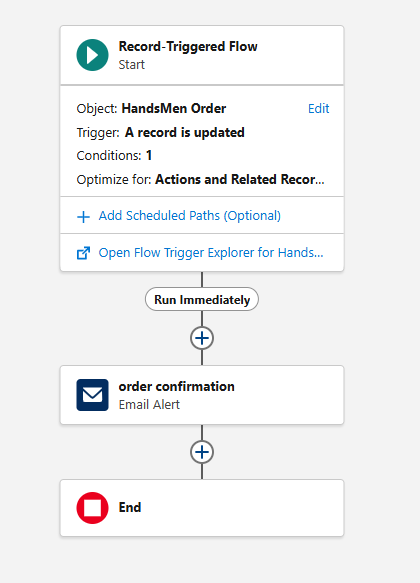 Record-Triggered Flow
Start
Object: HandsMen Order Edit
Trigger: A record is updated
Conditions: 1
Optimize for: Actions and Related Recor...
Add Scheduled Paths (Optional)
Open Flow Trigger Explorer for Hands...
Run Immediately
order confirmation
Email Alert
End